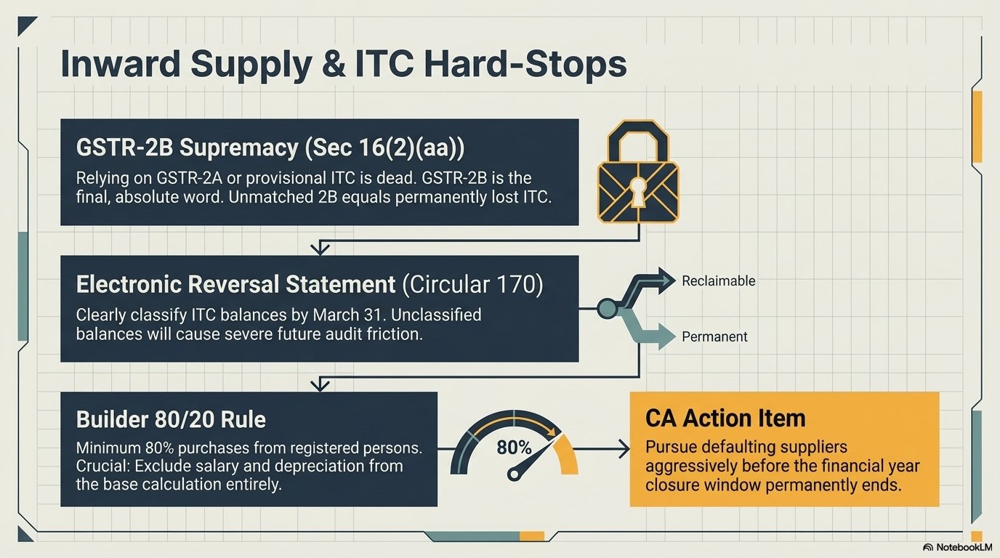 Inward Supply & ITC Hard-Stops
GSTR-2B Supremacy (Sec 16(2)(aa))
Relying on GSTR-2A or provisional ITC is dead. GSTR-2B is the
final, absolute word. Unmatched 2B equals permanently lost ITC.
Electronic Reversal Statement (Circular 170)
Clearly classify ITC balances by March 31. Unclassified
balances will cause severe future audit friction.
Reclaimable
Permanent
Builder 80/20 Rule
Minimum 80% purchases from registered persons.
Crucial: Exclude salary and depreciation from
the base calculation entirely.
80%
CA Action Item
Pursue defaulting suppliers
aggressively before the financial year
closure window permanently ends.
NotebookLM